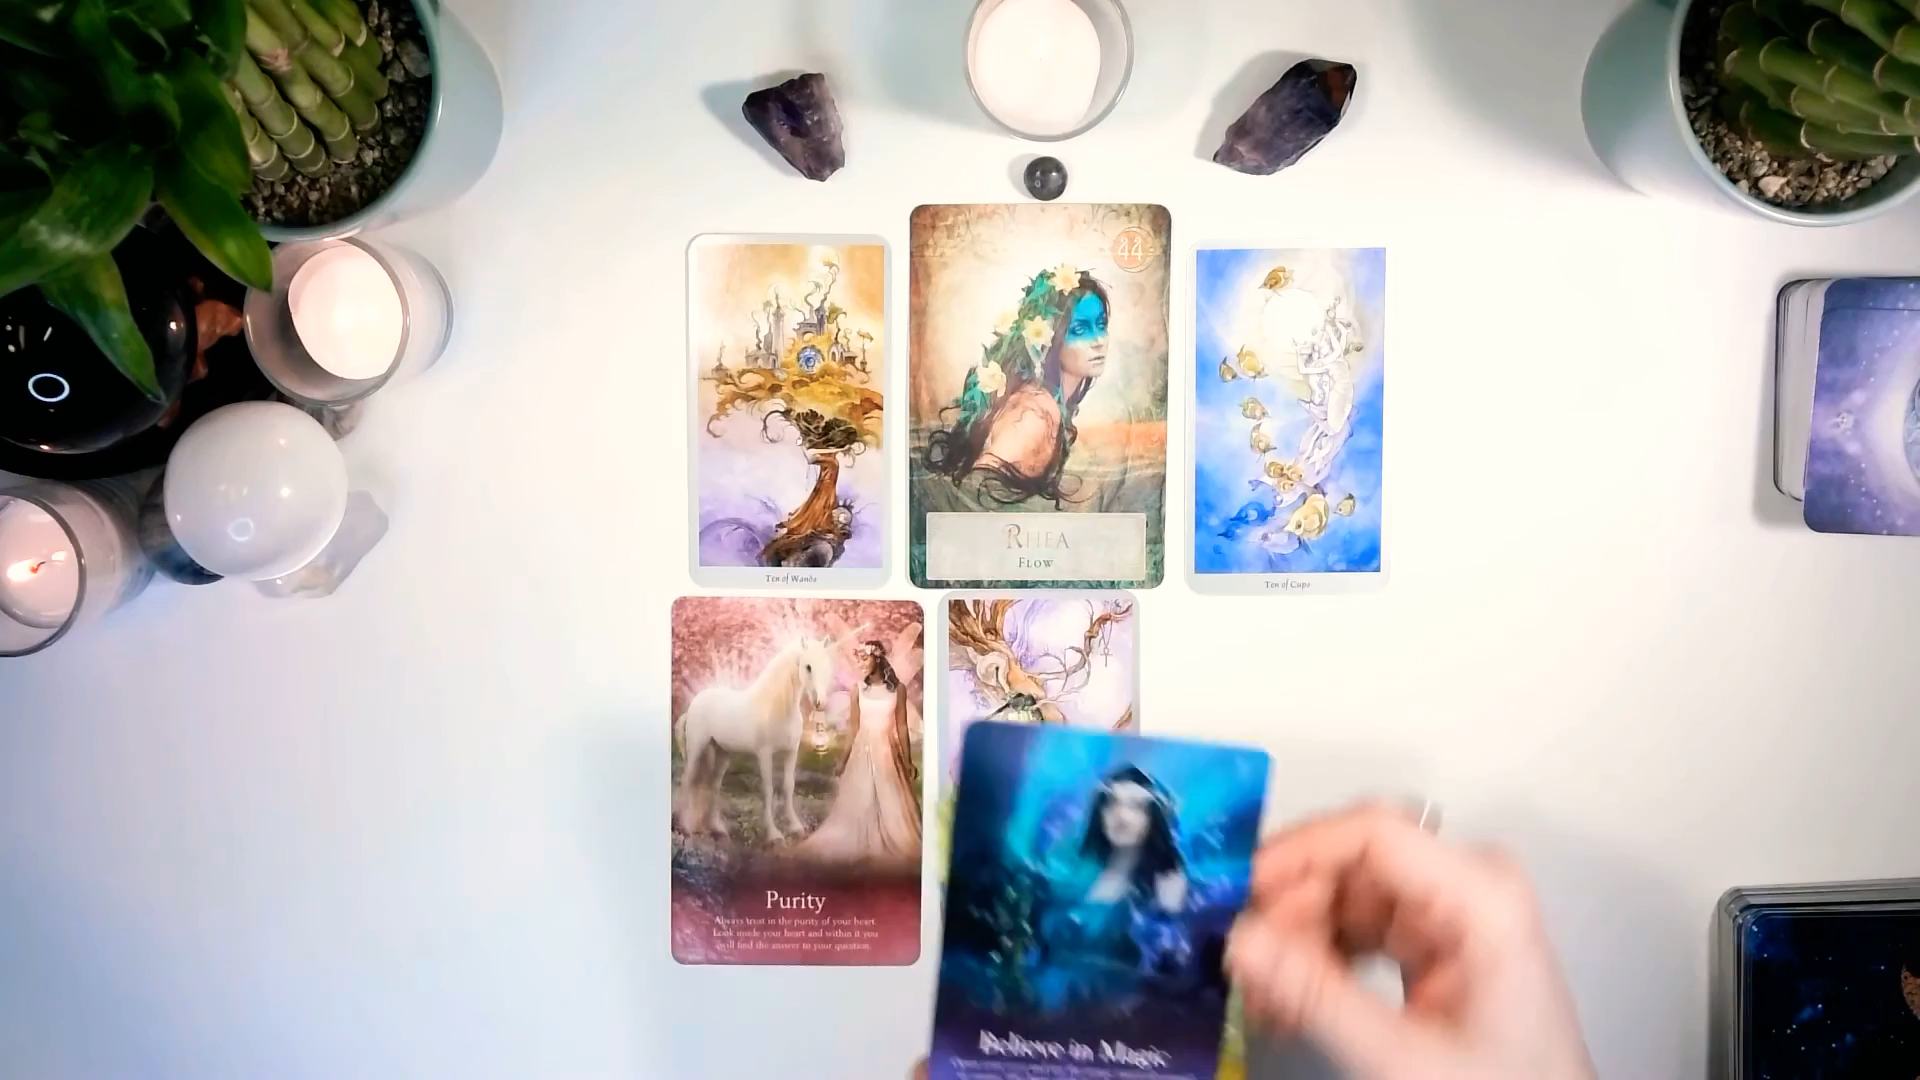 44
Ten of Wands
RHEA
FLOW
Ten of Cups
Purity
Always trust in the purity of your heart.
Look inside your heart and within it you
will find the answer to your question.
Believe in Magic